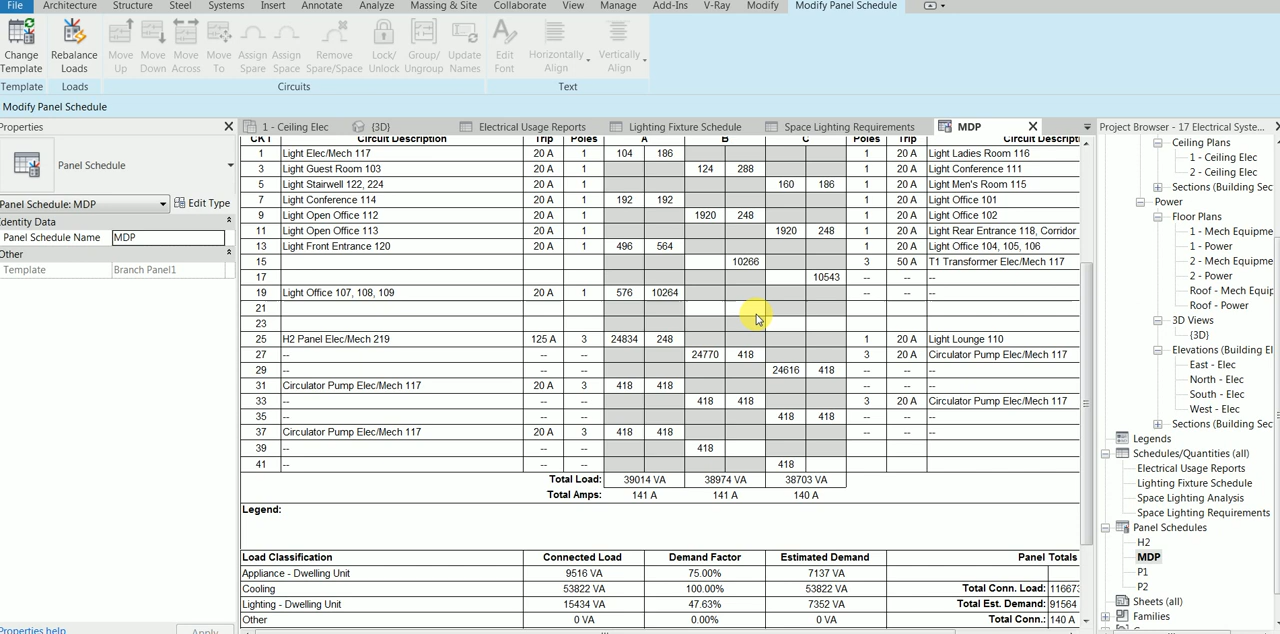 File Architecture Structure Steel Systems Insert Annotate Analyze Massing & Site Collaborate View Manage Add-Ins V-Ray Modify Modify Panel Schedule
Change Template Rebalance Loads Move Up Move Down Move Across Move To Assign Spare Assign Space Remove Spare/Space Lock/ Unlock Group/ Ungroup Update Names Edit Font Horizontally Align Vertically Align
Template Loads Circuits Text
Modify Panel Schedule
Properties
Panel Schedule
Panel Schedule: MDP Edit Type
Identity Data
Panel Schedule Name MDP
Other
Template Branch Panel1
Properties help Apply
1 - Ceiling Elec {3D} Electrical Usage Reports Lighting Fixture Schedule Space Lighting Requirements MDP
CKT Circuit Description Trip Poles A B C Poles Trip Circuit Descripti
1 Light Elec/Mech 117 20 A 1 104 186 1 20 A Light Ladies Room 116
3 Light Guest Room 103 20 A 1 124 288 1 20 A Light Conference 111
5 Light Stairwell 122, 224 20 A 1 160 186 1 20 A Light Men's Room 115
7 Light Conference 114 20 A 1 192 192 1 20 A Light Office 101
9 Light Open Office 112 20 A 1 1920 248 1 20 A Light Office 102
11 Light Open Office 113 20 A 1 1920 248 1 20 A Light Rear Entrance 118, Corridor
13 Light Front Entrance 120 20 A 1 496 564 1 20 A Light Office 104, 105, 106
15 10266 3 50 A T1 Transformer Elec/Mech 117
17 10543 -- -- --
19 Light Office 107, 108, 109 20 A 1 576 10264 -- -- --
21
23
25 H2 Panel Elec/Mech 219 125 A 3 24834 248 1 20 A Light Lounge 110
27 -- -- -- 24770 418 3 20 A Circulator Pump Elec/Mech 117
29 -- -- -- 24616 418 -- -- --
31 Circulator Pump Elec/Mech 117 20 A 3 418 418 -- -- --
33 -- -- -- 418 418 3 20 A Circulator Pump Elec/Mech 117
35 -- -- -- 418 418 -- -- --
37 Circulator Pump Elec/Mech 117 20 A 3 418 418 -- -- --
39 -- -- -- 418
41 -- -- -- 418
Total Load: 39014 VA 38974 VA 38703 VA
Total Amps: 141 A 141 A 140 A
Legend:
Load Classification Connected Load Demand Factor Estimated Demand Panel Totals
Appliance - Dwelling Unit 9516 VA 75.00% 7137 VA
Cooling 53822 VA 100.00% 53822 VA Total Conn. Load: 116673
Lighting - Dwelling Unit 15434 VA 47.63% 7352 VA Total Est. Demand: 91564
Other 0 VA 0.00% 0 VA Total Conn.: 140 A
Project Browser - 17 Electrical Syste...
Ceiling Plans
1 - Ceiling Elec
2 - Ceiling Elec
Sections (Building Sec
Power
Floor Plans
1 - Mech Equipme
1 - Power
2 - Mech Equipme
2 - Power
Roof - Mech Equip
Roof - Power
3D Views
{3D}
Elevations (Building El
East - Elec
North - Elec
South - Elec
West - Elec
Sections (Building Sec
Legends
Schedules/Quantities (all)
Electrical Usage Reports
Lighting Fixture Schedule
Space Lighting Analysis
Space Lighting Requirements
Panel Schedules
H2
MDP
P1
P2
Sheets (all)
Families